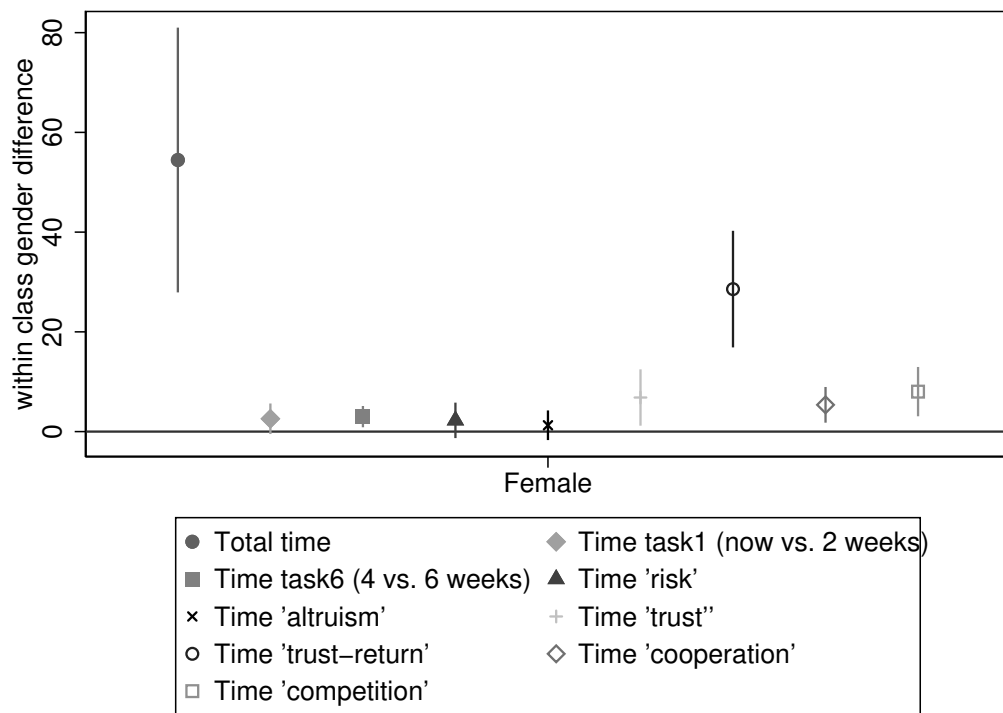 within class gender difference
80
60
40
20
0
Female
Total time
Time task1 (now vs. 2 weeks)
Time task6 (4 vs. 6 weeks)
Time ’risk’
Time ’altruism’
Time ’trust’’
Time ’trust−return’
Time ’cooperation’
Time ’competition’